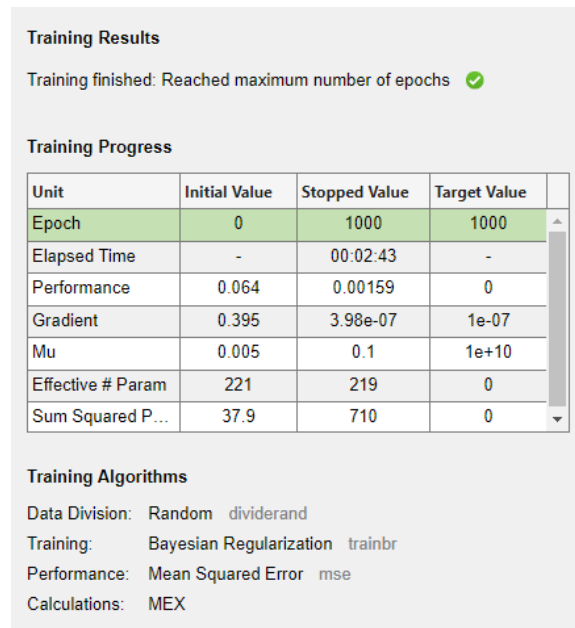 Training Results
Training finished: Reached maximum number of epochs
Training Progress
Unit Initial Value Stopped Value Target Value
Epoch 0 1000 1000
Elapsed Time - 00:02:43 -
Performance 0.064 0.00159 0
Gradient 0.395 3.98e-07 1e-07
Mu 0.005 0.1 1e+10
Effective # Param 221 219 0
Sum Squared P... 37.9 710 0
Training Algorithms
Data Division: Random dividerand
Training: Bayesian Regularization trainbr
Performance: Mean Squared Error mse
Calculations: MEX